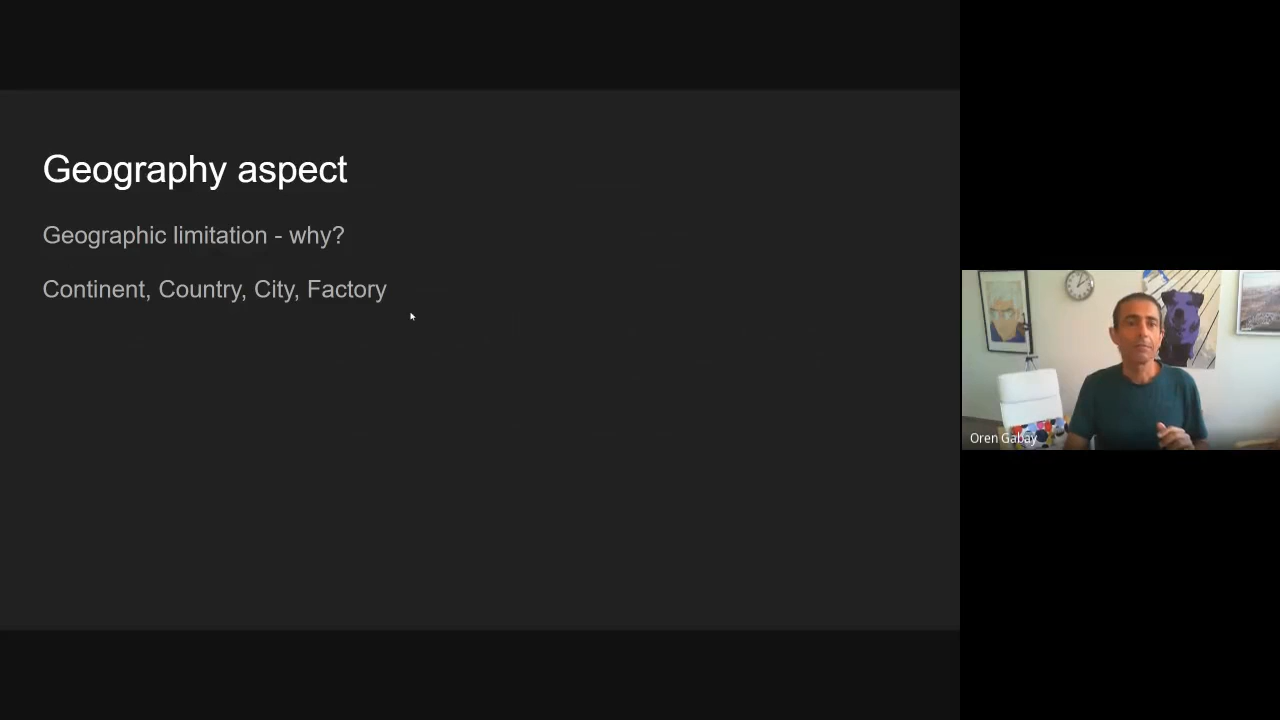 Geography aspect
Geographic limitation - why?
Continent, Country, City, Factory
Oren Gabay